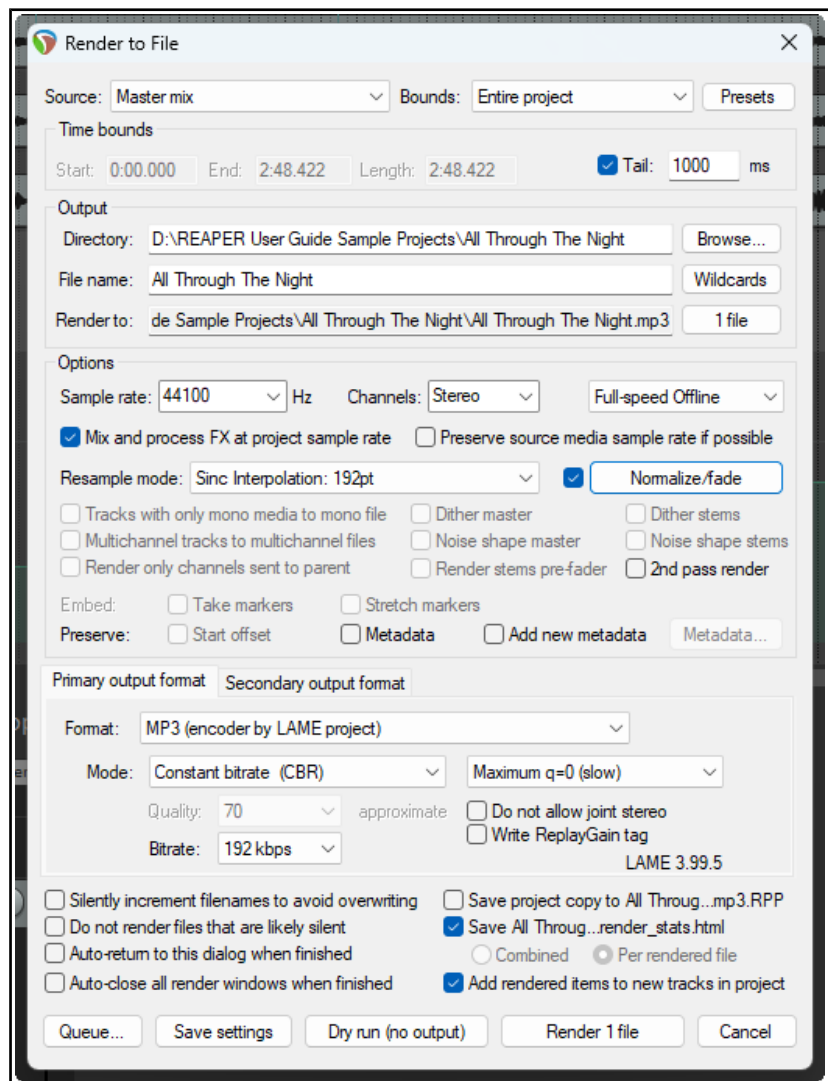 Render to File
Source: Master mix Bounds: Entire project Presets
Time bounds
Start: 0:00.000 End: 2:48.422 Length: 2:48.422 Tail: 1000 ms
Output
Directory: D:\REAPER User Guide Sample Projects\All Through The Night Browse...
File name: All Through The Night Wildcards
Render to: de Sample Projects\All Through The Night\All Through The Night.mp3 1 file
Options
Sample rate: 44100 Hz Channels: Stereo Full-speed Offline
Mix and process FX at project sample rate Preserve source media sample rate if possible
Resample mode: Sinc Interpolation: 192pt Normalize/fade
Tracks with only mono media to mono file Dither master Dither stems
Multichannel tracks to multichannel files Noise shape master Noise shape stems
Render only channels sent to parent Render stems pre-fader 2nd pass render
Embed: Take markers Stretch markers
Preserve: Start offset Metadata Add new metadata Metadata...
Primary output format Secondary output format
Format: MP3 (encoder by LAME project)
Mode: Constant bitrate (CBR) Maximum q=0 (slow)
Quality: 70 approximate Do not allow joint stereo
Write ReplayGain tag
Bitrate: 192 kbps
LAME 3.99.5
Silently increment filenames to avoid overwriting Save project copy to All Throug...mp3.RPP
Do not render files that are likely silent Save All Throug...render_stats.html
Auto-return to this dialog when finished Combined Per rendered file
Auto-close all render windows when finished Add rendered items to new tracks in project
Queue... Save settings Dry run (no output) Render 1 file Cancel